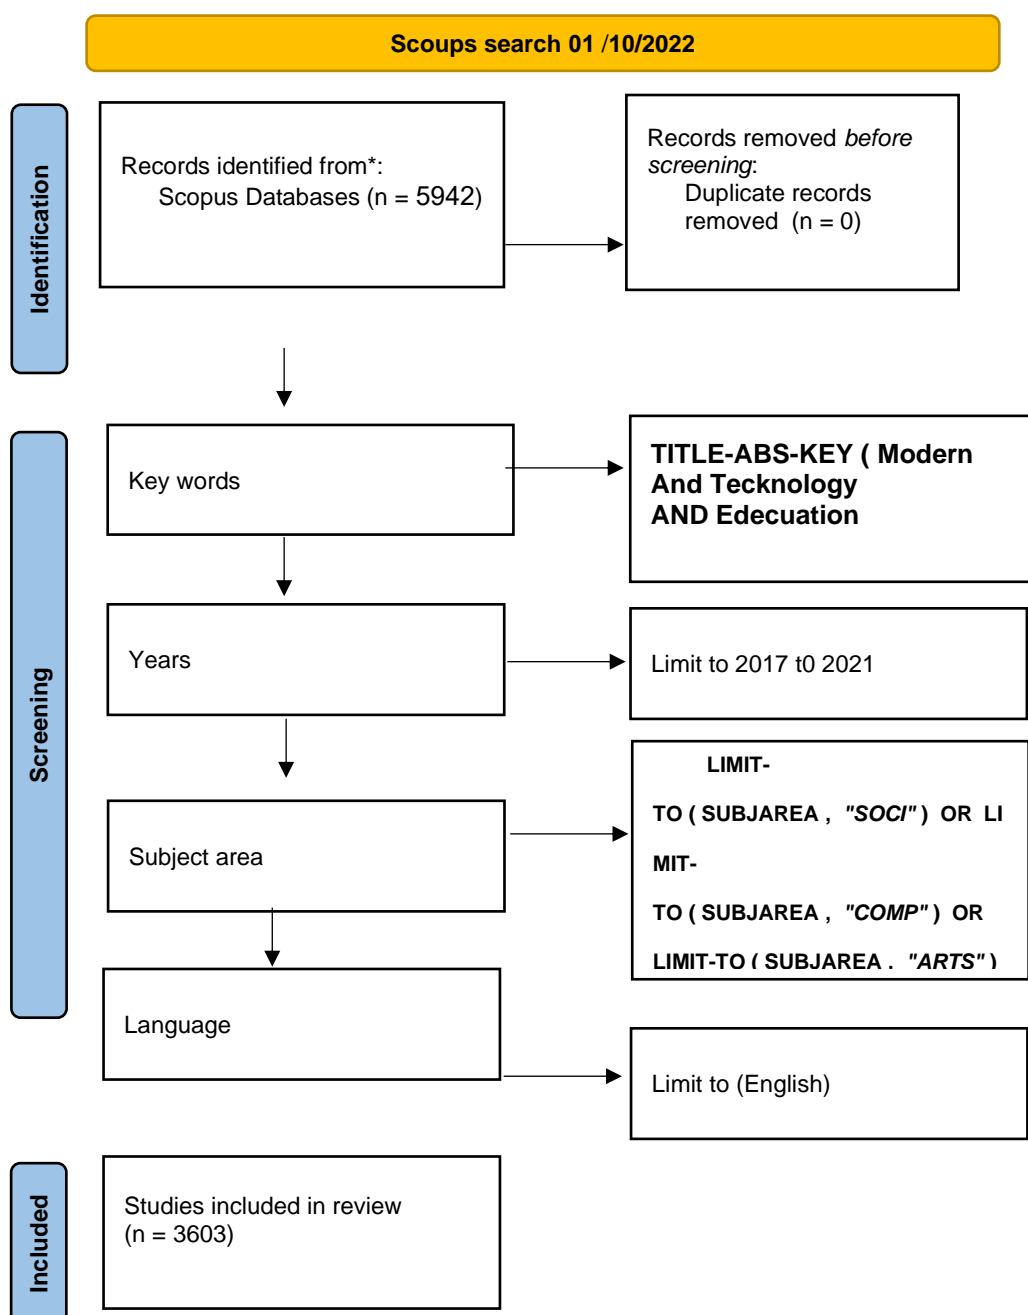 Scoups search 01 /10/2022
Identification
Records identified from*:
Scopus Databases (n = 5942)
Records removed before
screening:
Duplicate records
removed (n = 0)
Screening
Key words
TITLE-ABS-KEY ( Modern
And Tecknology
AND Edecuation
Years
Limit to 2017 t0 2021
Subject area
LIMIT-
TO ( SUBJAREA , "SOCI" ) OR LI
MIT-
TO ( SUBJAREA , "COMP" ) OR
LIMIT-TO ( SUBJAREA , "ARTS" )
Language
Limit to (English)
Included
Studies included in review
(n = 3603)